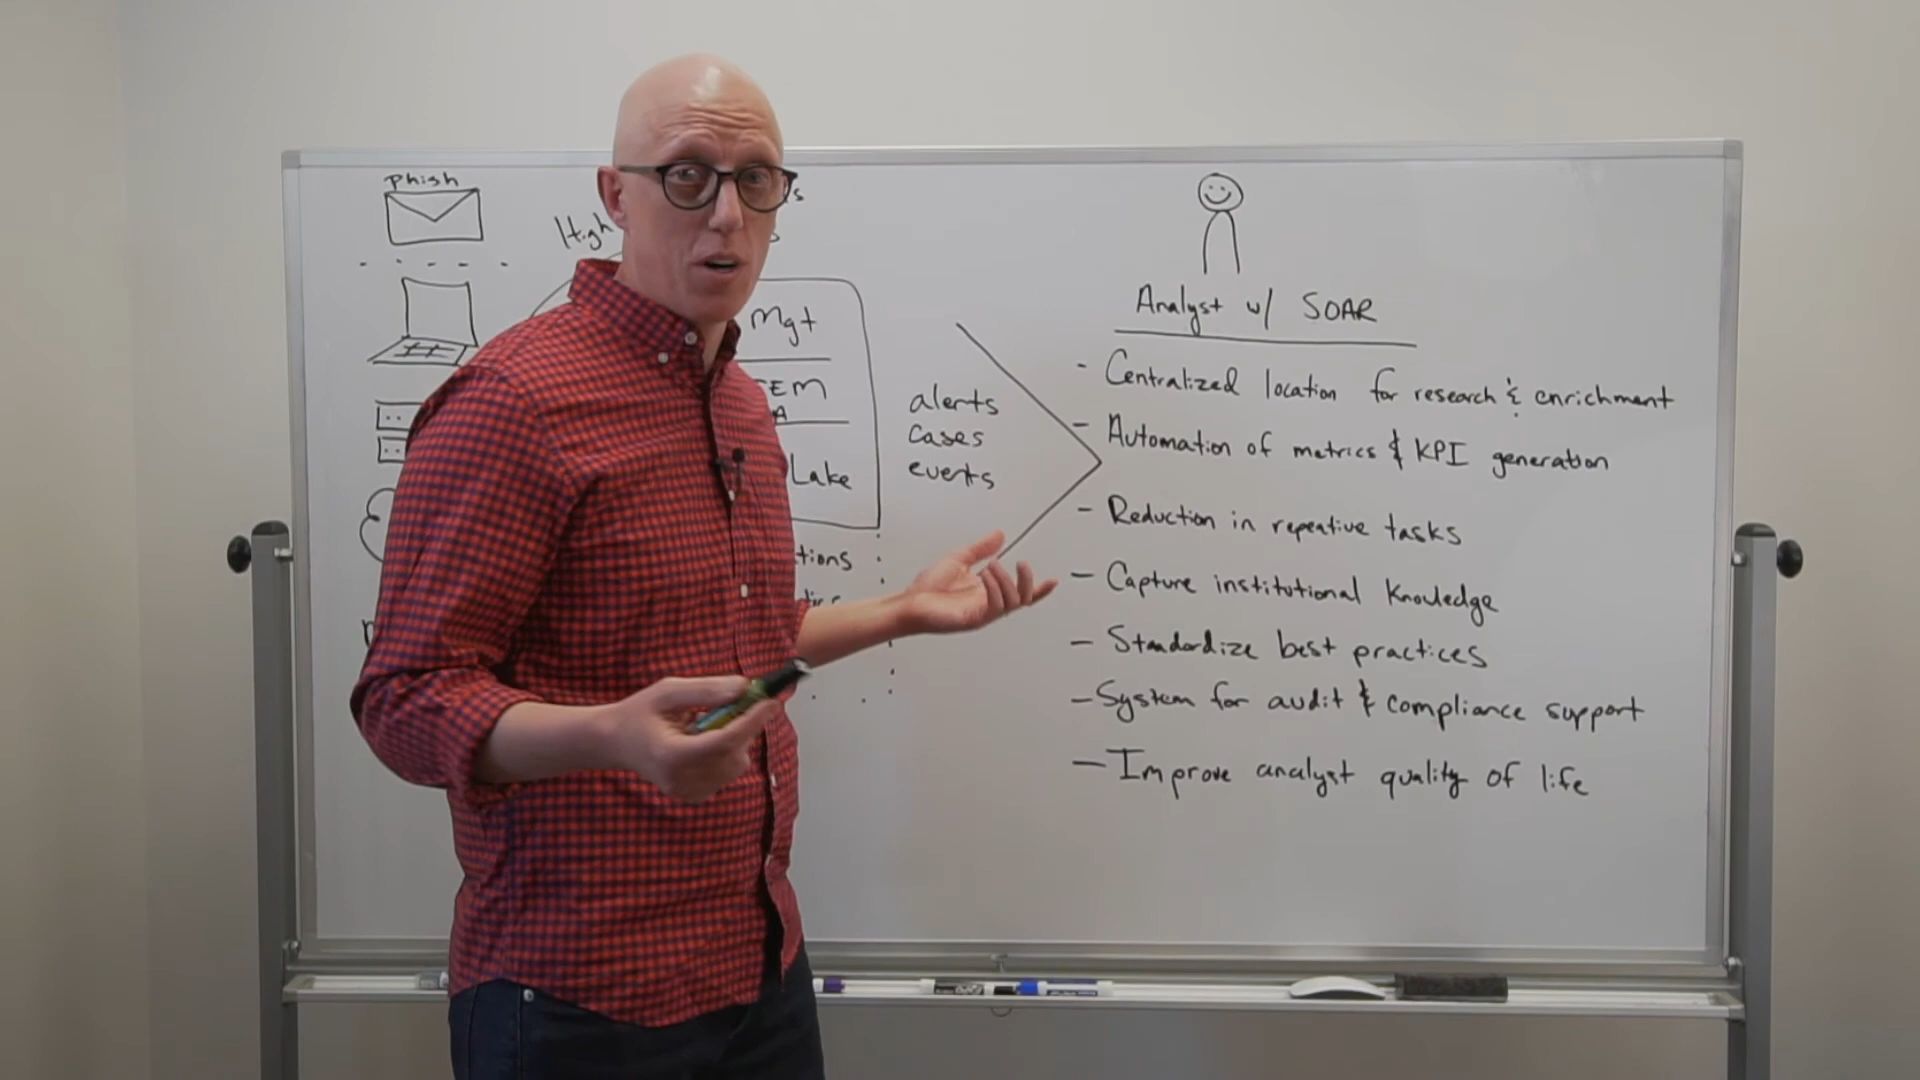 Phish
High
Mgt
Lake
alerts
cases
events
Analyst w/ SOAR
- Centralized location for research & enrichment
- Automation of metrics & KPI generation
- Reduction in repeative tasks
- Capture institutional Knowledge
- Standardize best practices
- System for audit & compliance support
- Improve analyst quality of life